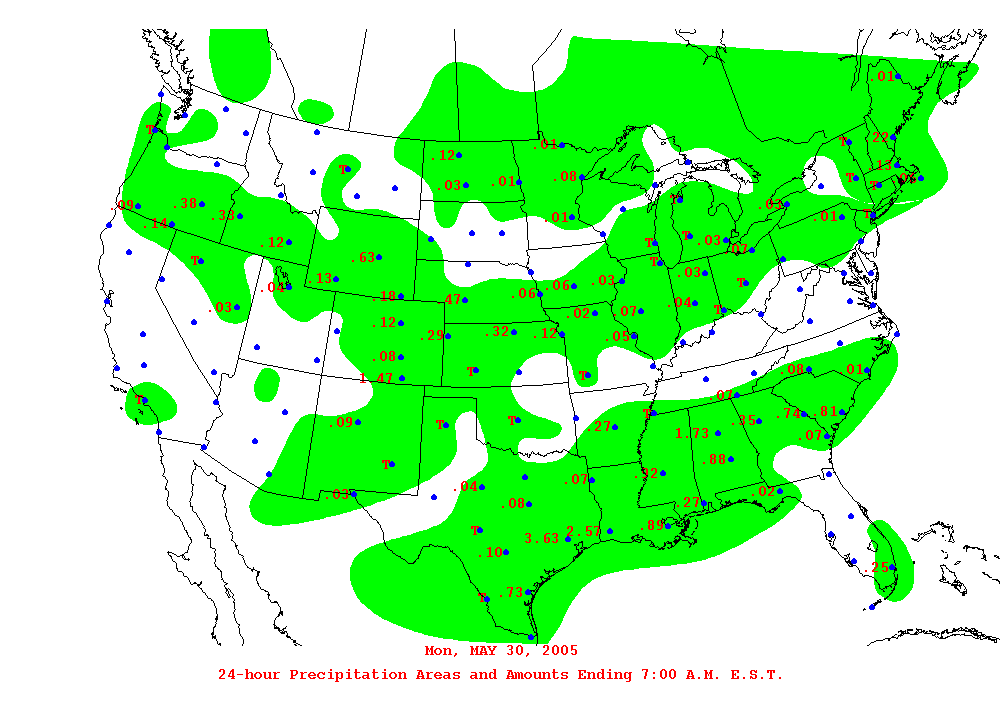 .01
.22
T
.01
T
.12
.13
T
.03
.01
.08
T
T
.09
.38
.33
.14
.01
.03
.01
T
T
T
.03
.07
.12
.63
T
T
.13
.03
T
.04
.18
.47
.06
.06
.03
.03
.04
T
.02
.07
.12
.29
.32
.12
.05
.08
1.47
T
T
.08
.01
T
.07
.09
T
T
.27
T
1.73
.35
.74
.81
.07
T
.88
.92
.03
.04
.07
.02
.08
.27
T
3.63
2.57
.89
.10
.25
T
.73
Mon, MAY 30, 2005
24-hour Precipitation Areas and Amounts Ending 7:00 A.M. E.S.T.